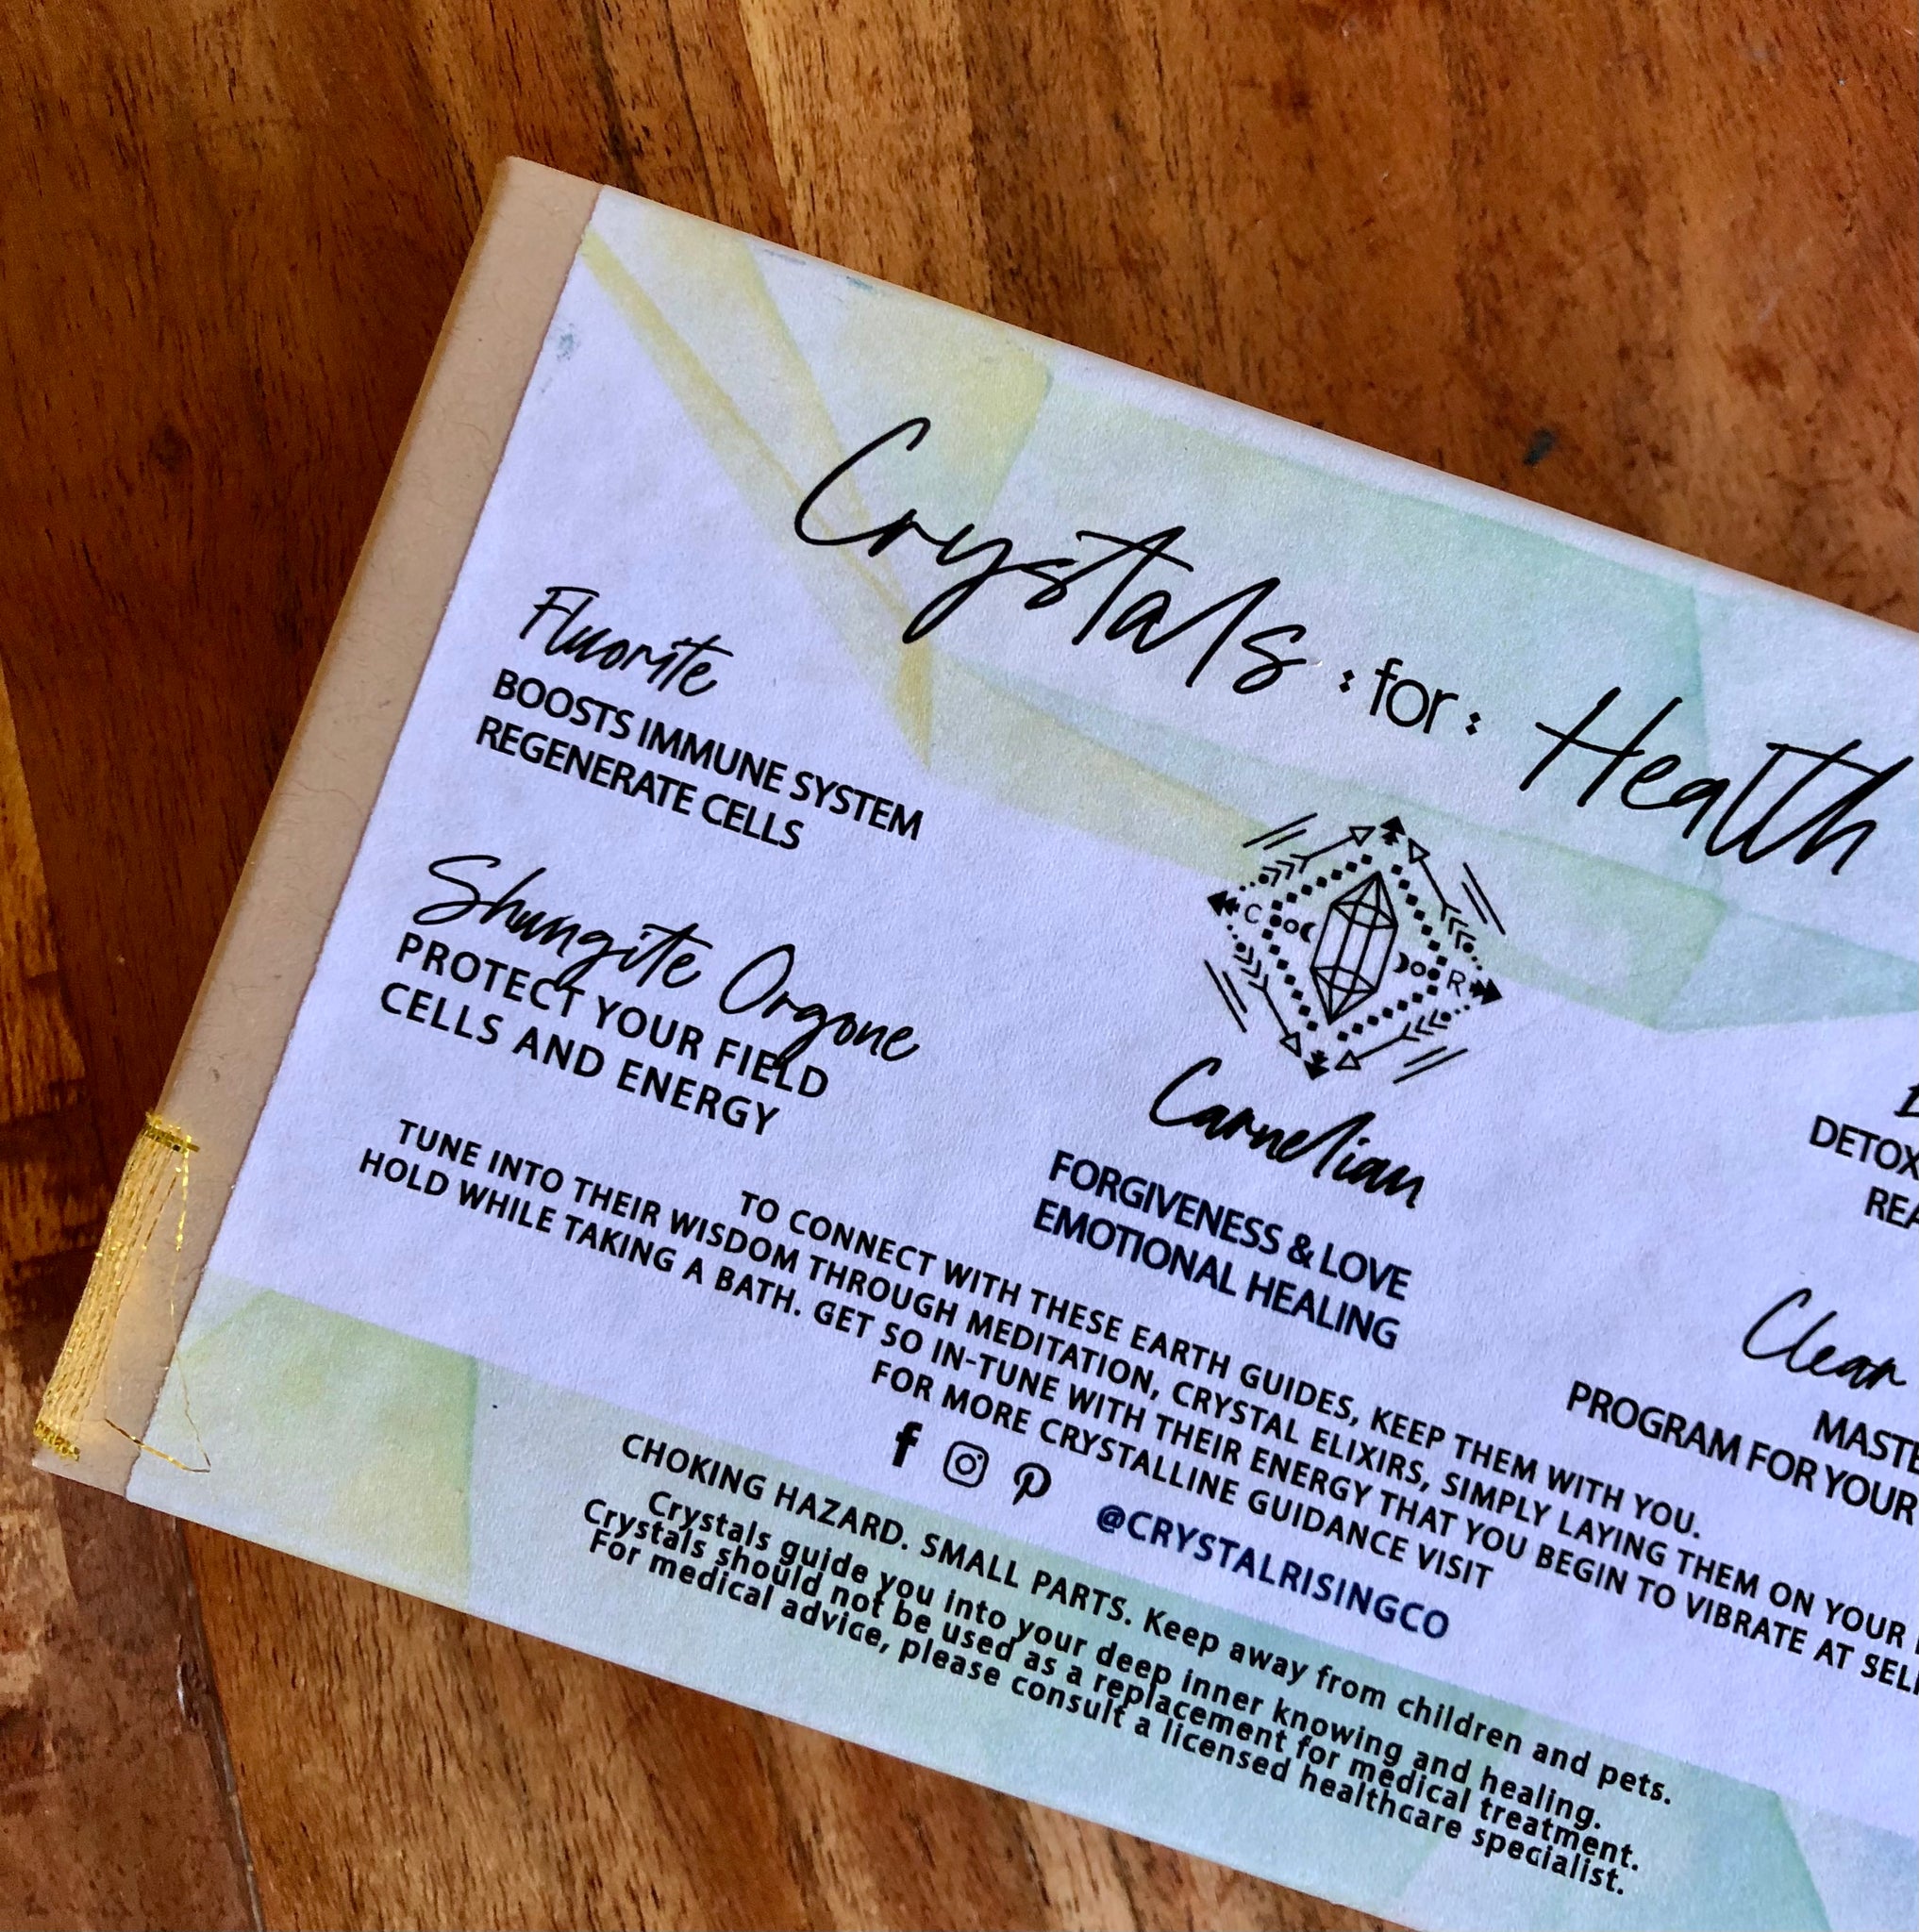 Crystals :for: Health
Fluorite
BOOSTS IMMUNE SYSTEM
REGENERATE CELLS
Shungite Orgone
PROTECT YOUR FIELD
CELLS AND ENERGY
C R
Carnelian
FORGIVENESS & LOVE
EMOTIONAL HEALING
DETOX
Clear
PROGRAM FOR YOUR
TO CONNECT WITH THESE EARTH GUIDES, KEEP THEM WITH YOU.
TUNE INTO THEIR WISDOM THROUGH MEDITATION, CRYSTAL ELIXIRS, SIMPLY LAYING THEM ON YOUR
HOLD WHILE TAKING A BATH. GET SO IN-TUNE WITH THEIR ENERGY THAT YOU BEGIN TO VIBRATE AT
FOR MORE CRYSTALLINE GUIDANCE VISIT
@CRYSTALRISINGCO
CHOKING HAZARD. SMALL PARTS. Keep away from children and pets.
Crystals guide you into your deep inner knowing and healing.
Crystals should not be used as a replacement for medical treatment.
For medical advice, please consult a licensed healthcare specialist.